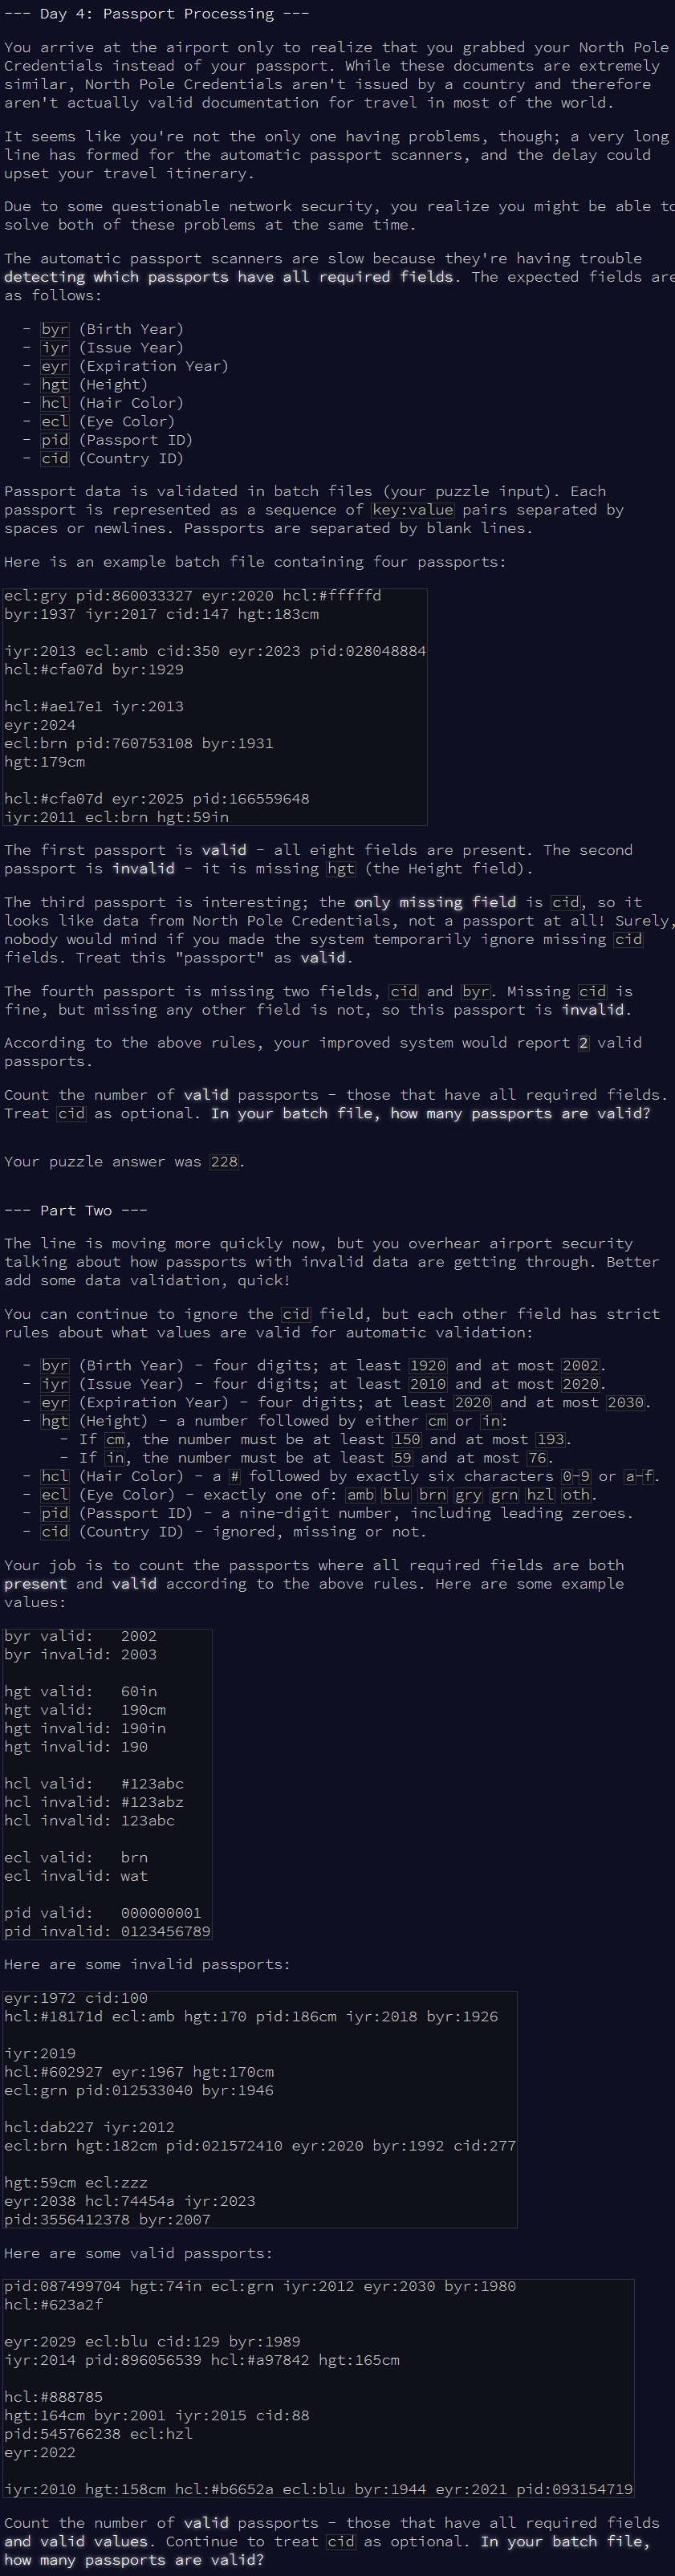 --- Day 4: Passport Processing ---
You arrive at the airport only to realize that you grabbed your North Pole
Credentials instead of your passport. While these documents are extremely
similar, North Pole Credentials aren't issued by a country and therefore
aren't actually valid documentation for travel in most of the world.
It seems like you're not the only one having problems, though; a very long
line has formed for the automatic passport scanners, and the delay could
upset your travel itinerary.
Due to some questionable network security, you realize you might be able to
solve both of these problems at the same time.
The automatic passport scanners are slow because they're having trouble
detecting which passports have all required fields. The expected fields are
as follows:
- byr (Birth Year)
- iyr (Issue Year)
- eyr (Expiration Year)
- hgt (Height)
- hcl (Hair Color)
- ecl (Eye Color)
- pid (Passport ID)
- cid (Country ID)
Passport data is validated in batch files (your puzzle input). Each
passport is represented as a sequence of key:value pairs separated by
spaces or newlines. Passports are separated by blank lines.
Here is an example batch file containing four passports:
ecl:gry pid:860033327 eyr:2020 hcl:#fffffd
byr:1937 iyr:2017 cid:147 hgt:183cm
iyr:2013 ecl:amb cid:350 eyr:2023 pid:028048884
hcl:#cfa07d byr:1929
hcl:#ae17e1 iyr:2013
eyr:2024
ecl:brn pid:760753108 byr:1931
hgt:179cm
hcl:#cfa07d eyr:2025 pid:166559648
iyr:2011 ecl:brn hgt:59in
The first passport is valid - all eight fields are present. The second
passport is invalid - it is missing hgt (the Height field).
The third passport is interesting; the only missing field is cid, so it
looks like data from North Pole Credentials, not a passport at all! Surely,
nobody would mind if you made the system temporarily ignore missing cid
fields. Treat this "passport" as valid.
The fourth passport is missing two fields, cid and byr. Missing cid is
fine, but missing any other field is not, so this passport is invalid.
According to the above rules, your improved system would report 2 valid
passports.
Count the number of valid passports - those that have all required fields.
Treat cid as optional. In your batch file, how many passports are valid?
Your puzzle answer was 228.
--- Part Two ---
The line is moving more quickly now, but you overhear airport security
talking about how passports with invalid data are getting through. Better
add some data validation, quick!
You can continue to ignore the cid field, but each other field has strict
rules about what values are valid for automatic validation:
- byr (Birth Year) - four digits; at least 1920 and at most 2002.
- iyr (Issue Year) - four digits; at least 2010 and at most 2020.
- eyr (Expiration Year) - four digits; at least 2020 and at most 2030.
- hgt (Height) - a number followed by either cm or in:
- If cm, the number must be at least 150 and at most 193.
- If in, the number must be at least 59 and at most 76.
- hcl (Hair Color) - a # followed by exactly six characters 0-9 or a-f.
- ecl (Eye Color) - exactly one of: amb blu brn gry grn hzl oth.
- pid (Passport ID) - a nine-digit number, including leading zeroes.
- cid (Country ID) - ignored, missing or not.
Your job is to count the passports where all required fields are both
present and valid according to the above rules. Here are some example
values:
byr valid:   2002
byr invalid: 2003
hgt valid:   60in
hgt valid:   190cm
hgt invalid: 190in
hgt invalid: 190
hcl valid:   #123abc
hcl invalid: #123abz
hcl invalid: 123abc
ecl valid:   brn
ecl invalid: wat
pid valid:   000000001
pid invalid: 0123456789
Here are some invalid passports:
eyr:1972 cid:100
hcl:#18171d ecl:amb hgt:170 pid:186cm iyr:2018 byr:1926
iyr:2019
hcl:#602927 eyr:1967 hgt:170cm
ecl:grn pid:012533040 byr:1946
hcl:dab227 iyr:2012
ecl:brn hgt:182cm pid:021572410 eyr:2020 byr:1992 cid:277
hgt:59cm ecl:zzz
eyr:2038 hcl:74454a iyr:2023
pid:3556412378 byr:2007
Here are some valid passports:
pid:087499704 hgt:74in ecl:grn iyr:2012 eyr:2030 byr:1980
hcl:#623a2f
eyr:2029 ecl:blu cid:129 byr:1989
iyr:2014 pid:896056539 hcl:#a97842 hgt:165cm
hcl:#888785
hgt:164cm byr:2001 iyr:2015 cid:88
pid:545766238 ecl:hzl
eyr:2022
iyr:2010 hgt:158cm hcl:#b6652a ecl:blu byr:1944 eyr:2021 pid:093154719
Count the number of valid passports - those that have all required fields
and valid values. Continue to treat cid as optional. In your batch file,
how many passports are valid?